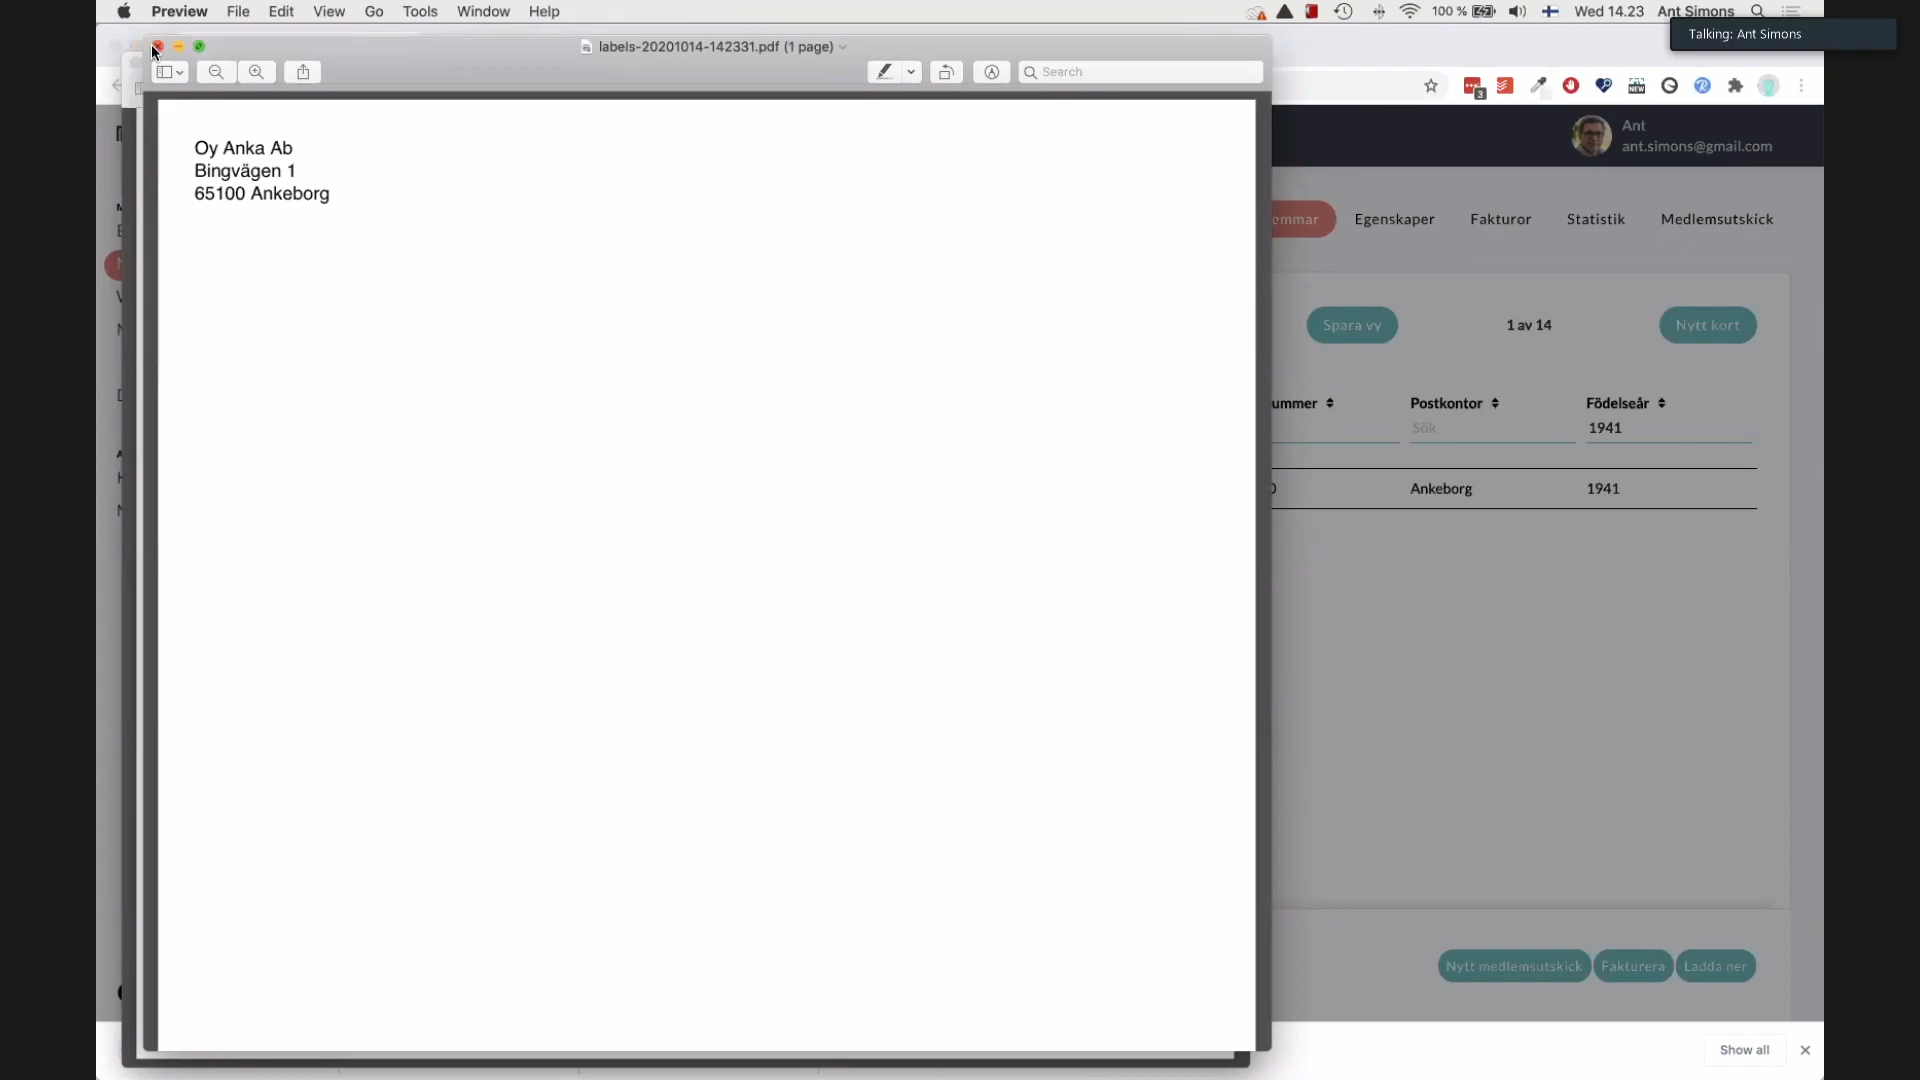 Preview File Edit View Go Tools Window Help
100 % Wed 14.23 Ant Simons
Talking: Ant Simons
labels-20201014-142331.pdf (1 page)
Search
Oy Anka Ab
Bingvägen 1
65100 Ankeborg
3
NEW
Ant
ant.simons@gmail.com
Egenskaper Fakturor Statistik Medlemsutskick
Spara vy 1 av 14 Nytt kort
Postkontor Födelseår
Sök 1941
Ankeborg 1941
Nytt medlemsutskick Fakturera Ladda ner
Show all